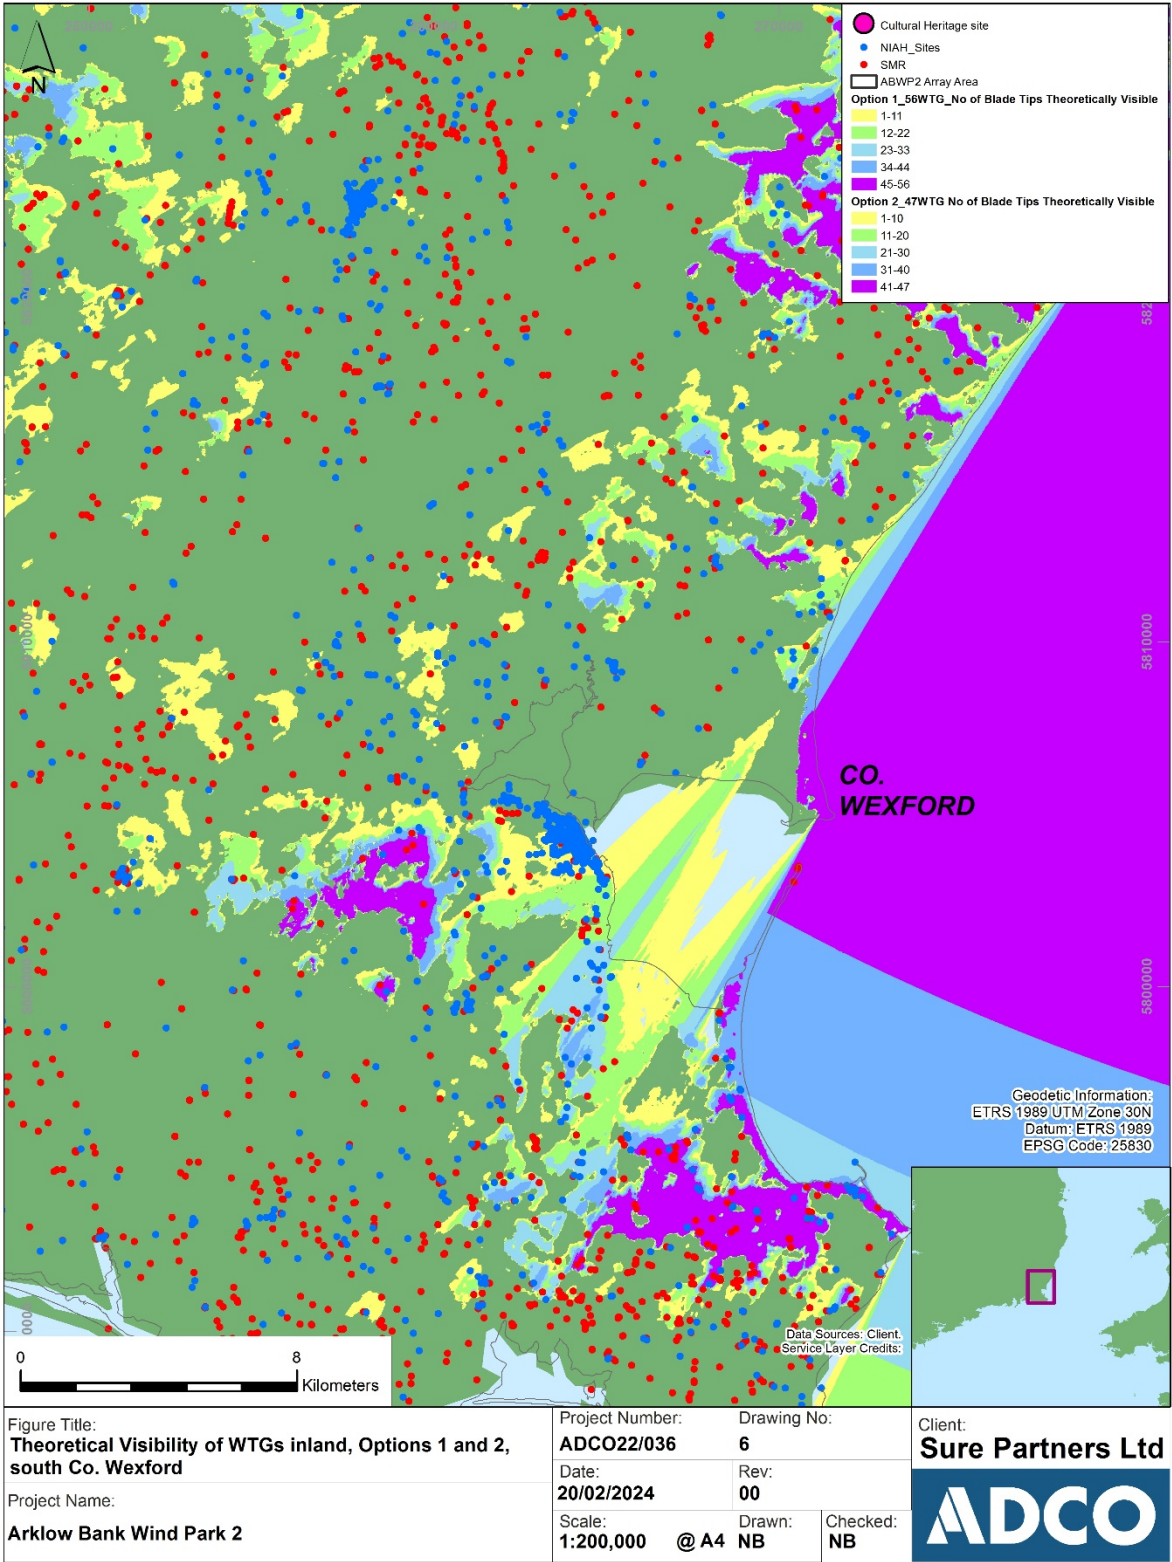 N
Cultural Heritage site
NIAH_Sites
SMR
ABWP2 Array Area
Option 1_56WTG_No of Blade Tips Theoretically Visible
1-11
12-22
23-33
34-44
45-56
Option 2_47WTG No of Blade Tips Theoretically Visible
1-10
11-20
21-30
31-40
41-47
5810000
CO.
WEXFORD
5800000
Geodetic Information:
ETRS 1989 UTM Zone 30N
Datum: ETRS 1989
EPSG Code: 25830
Data Sources: Client.
Service Layer Credits:
0 8
Kilometers
Figure Title:
Theoretical Visibility of WTGs inland, Options 1 and 2,
south Co. Wexford
Project Name:
Arklow Bank Wind Park 2
Project Number:
ADCO22/036
Drawing No:
6
Date:
20/02/2024
Rev:
00
Scale:
1:200,000 @ A4
Drawn:
NB
Checked:
NB
Client:
Sure Partners Ltd
ADCO